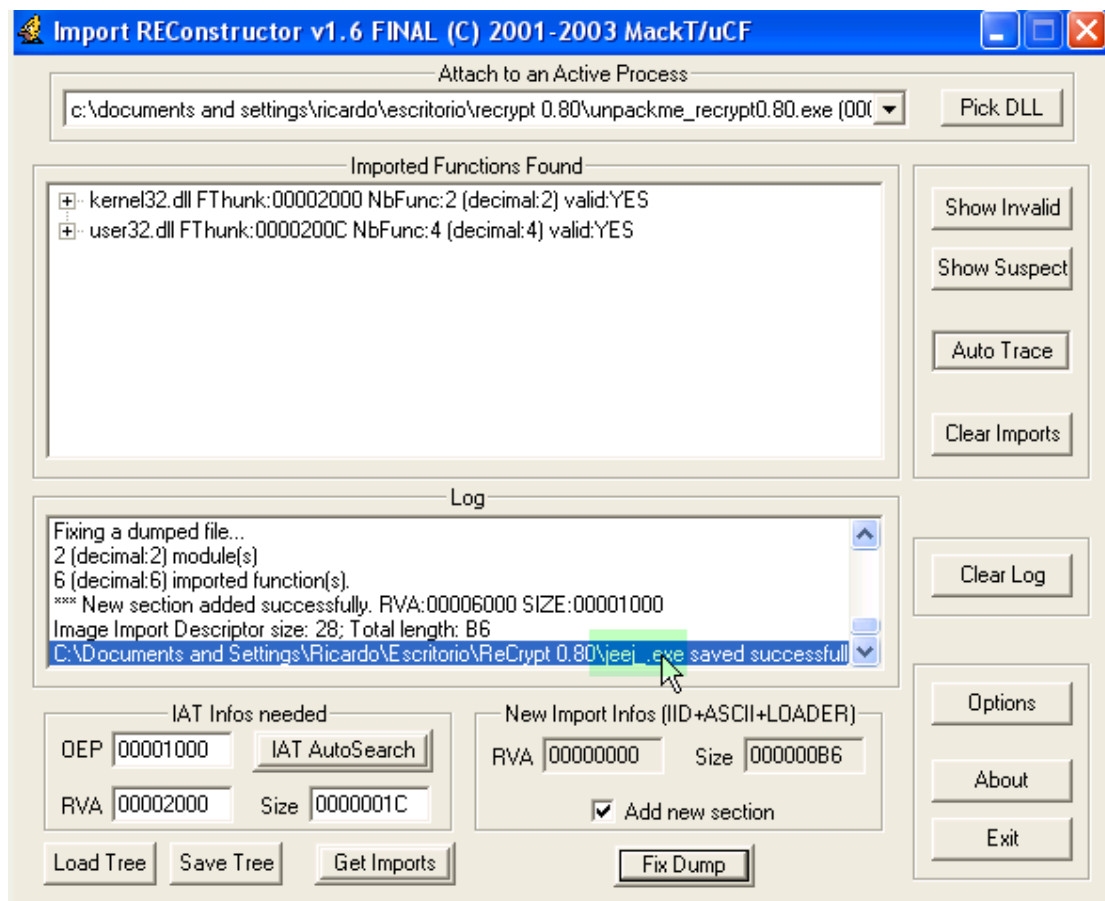 Import REConstructor v1.6 FINAL (C) 2001-2003 MackT/uCF
Attach to an Active Process
c:\documents and settings\ricardo\escritorio\recrypt 0.80\unpackme_recrypt0.80.exe (000
Pick DLL
Imported Functions Found
kernel32.dll FThunk:00002000 NbFunc:2 (decimal:2) valid:YES
user32.dll FThunk:0000200C NbFunc:4 (decimal:4) valid:YES
Show Invalid
Show Suspect
Auto Trace
Clear Imports
Log
Fixing a dumped file...
2 (decimal:2) module(s)
6 (decimal:6) imported function(s).
*** New section added successfully. RVA:00006000 SIZE:00001000
Image Import Descriptor size: 28; Total length: B6
C:\Documents and Settings\Ricardo\Escritorio\ReCrypt 0.80\jeej_.exe saved successfull
Clear Log
IAT Infos needed
OEP 00001000 IAT AutoSearch
RVA 00002000 Size 0000001C
New Import Infos (IID+ASCII+LOADER)
RVA 00000000 Size 000000B6
Add new section
Options
About
Exit
Load Tree Save Tree Get Imports Fix Dump